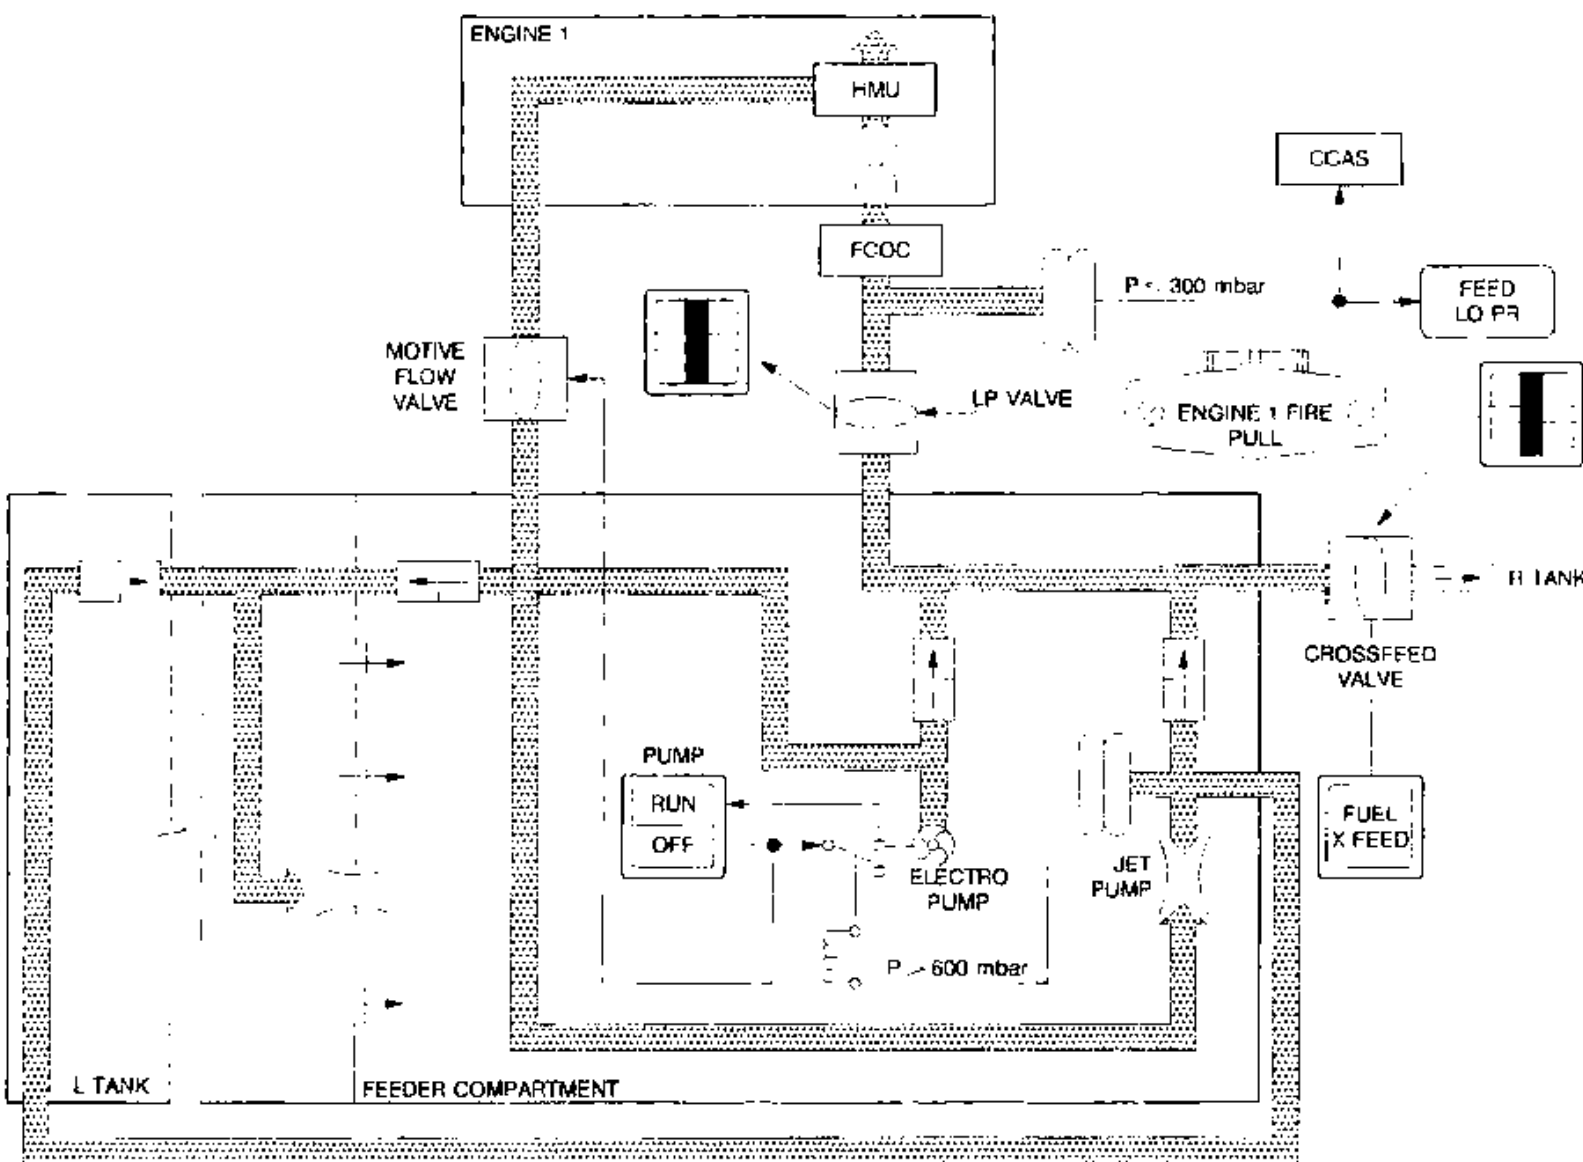 ENGINE 1
HMU
CCAS
FCOC
P < 300 mbar
FEED
LO PR
MOTIVE
FLOW
VALVE
LP VALVE
ENGINE 1 FIRE
PULL
R TANK
CROSSFEED
VALVE
PUMP
RUN
OFF
FUEL
X FEED
JET
PUMP
ELECTRO
PUMP
P > 600 mbar
L TANK
FEEDER COMPARTMENT